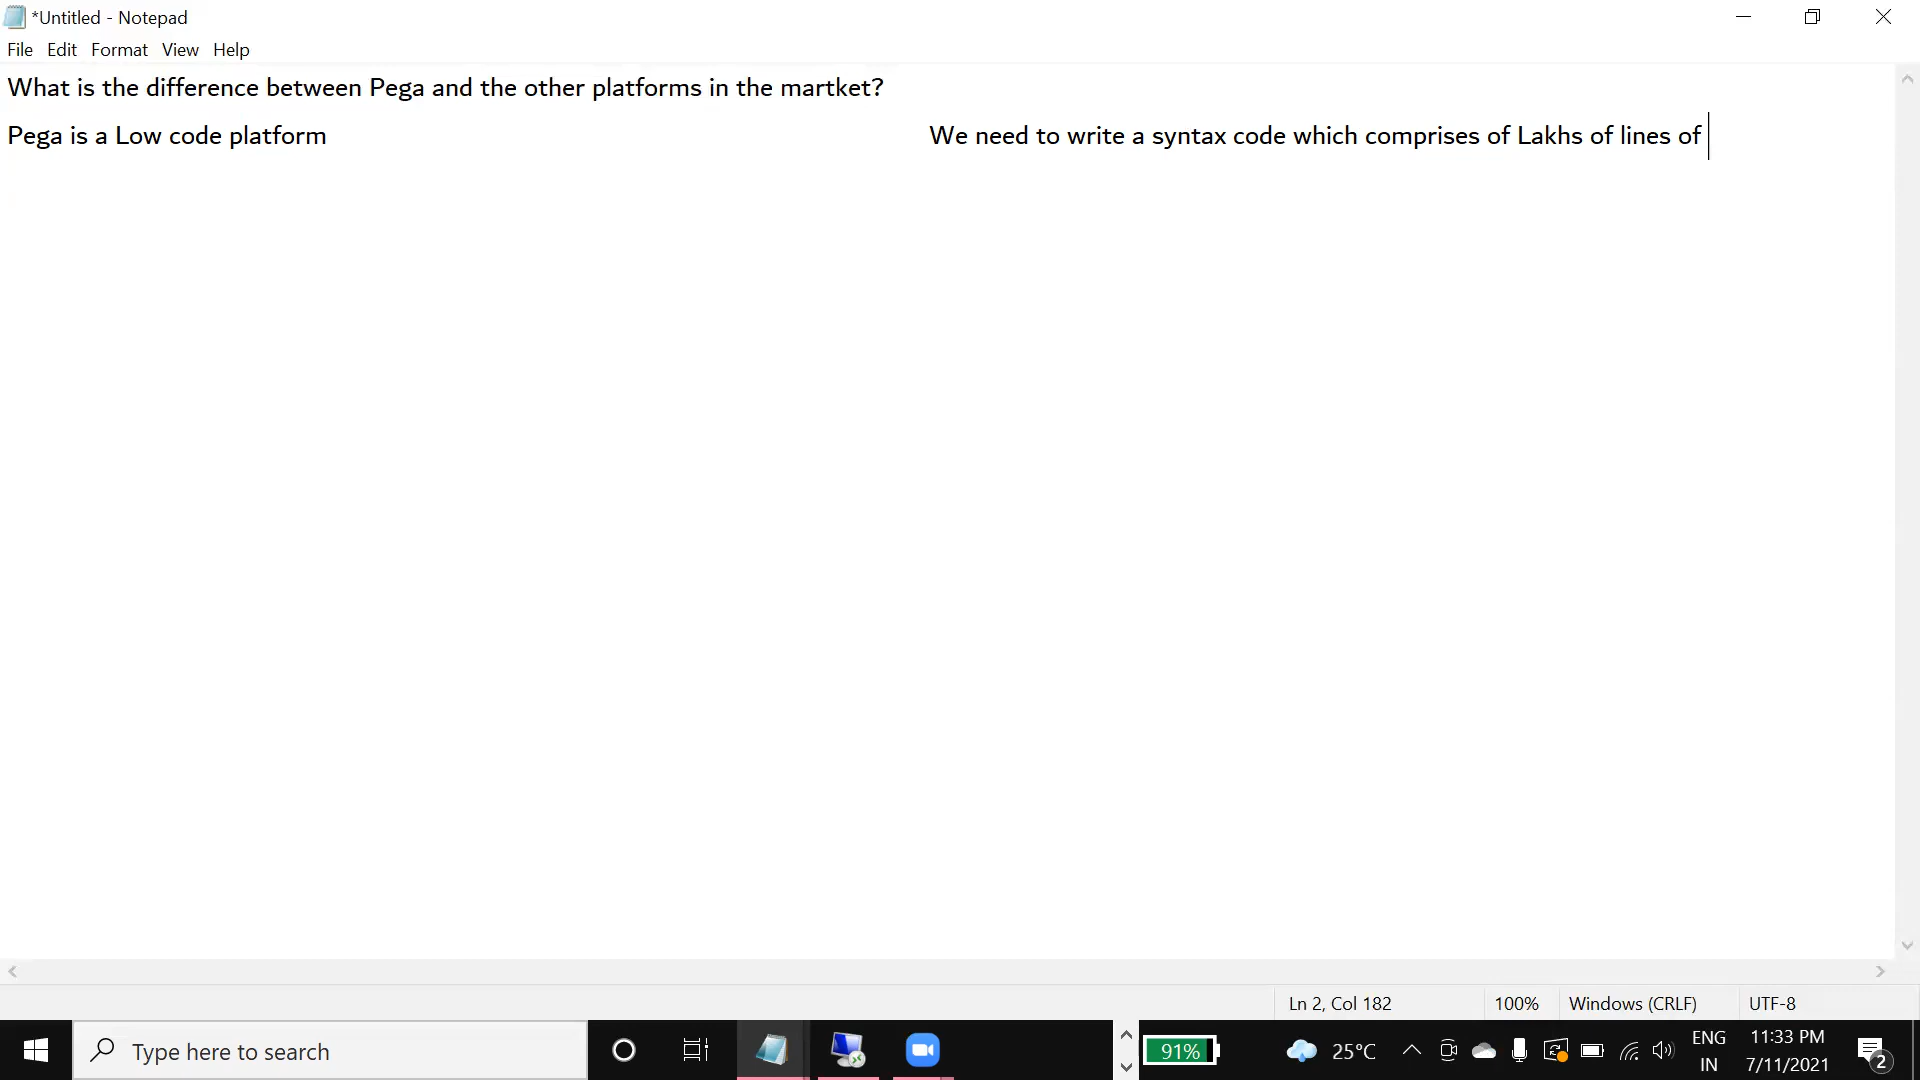 *Untitled - Notepad
File Edit Format View Help
What is the difference between Pega and the other platforms in the martket?
Pega is a Low code platform We need to write a syntax code which comprises of Lakhs of lines of
Ln 2, Col 182 100% Windows (CRLF) UTF-8
Type here to search
91%
25°C
ENG
IN
11:33 PM
7/11/2021
2